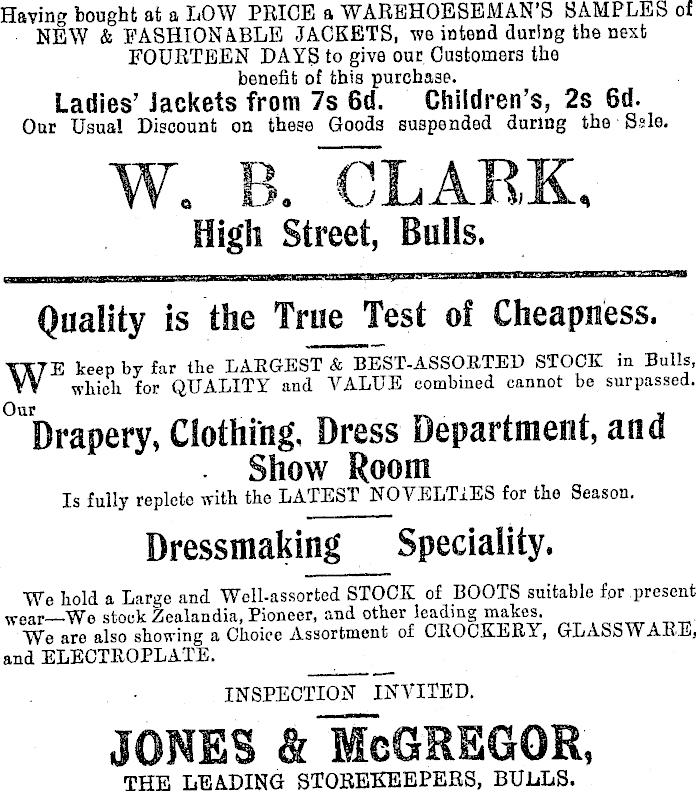 Having bought at a LOW PRICE a WAREHOESEMAN'S SAMPLES of
NEW & FASHIONABLE JACKETS, we intend during the next
FOURTEEN DAYS to give our Customers the
benefit of this purchase.
Ladies' Jackets from 7s 6d. Children's, 2s 6d.
Our Usual Discount on these Goods suspended during the Sale.
W. B. CLARK,
High Street, Bulls.
Quality is the True Test of Cheapness.
WE keep by far the LARGEST & BEST-ASSORTED STOCK in Bulls,
which for QUALITY and VALUE combined cannot be surpassed.
Our
Drapery, Clothing, Dress Department, and
Show Room
Is fully replete with the LATEST NOVELTIES for the Season.
Dressmaking Speciality.
We hold a Large and Well-assorted STOCK of BOOTS suitable for present
wear—We stock Zealandia, Pioneer, and other leading makes.
We are also showing a Choice Assortment of CROCKERY, GLASSWARE,
and ELECTROPLATE.
INSPECTION INVITED.
JONES & McGREGOR,
THE LEADING STOREKEEPERS, BULLS.